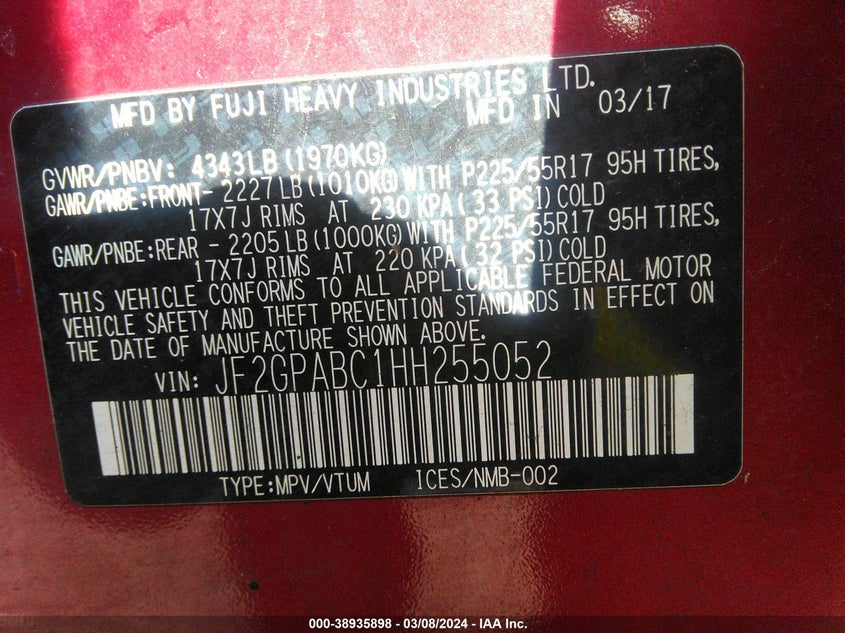 MFD BY FUJI HEAVY INDUSTRIES LTD.
MFD IN 03/17
GVWR/PNBV: 4343LB (1970KG)
GAWR/PNBE:FRONT- 2227LB (1010KG) WITH P225/55R17 95H TIRES,
17X7J RIMS AT 230 KPA ( 33 PSI) COLD
GAWR/PNBE:REAR - 2205LB (1000KG) WITH P225/55R17 95H TIRES,
17X7J RIMS AT 220 KPA ( 32 PSI) COLD
THIS VEHICLE CONFORMS TO ALL APPLICABLE FEDERAL MOTOR
VEHICLE SAFETY AND THEFT PREVENTION STANDARDS IN EFFECT ON
THE DATE OF MANUFACTURE SHOWN ABOVE.
VIN: JF2GPABC1HH255052
TYPE:MPV/VTUM ICES/NMB-002
000-38935898 - 03/08/2024 - IAA Inc.